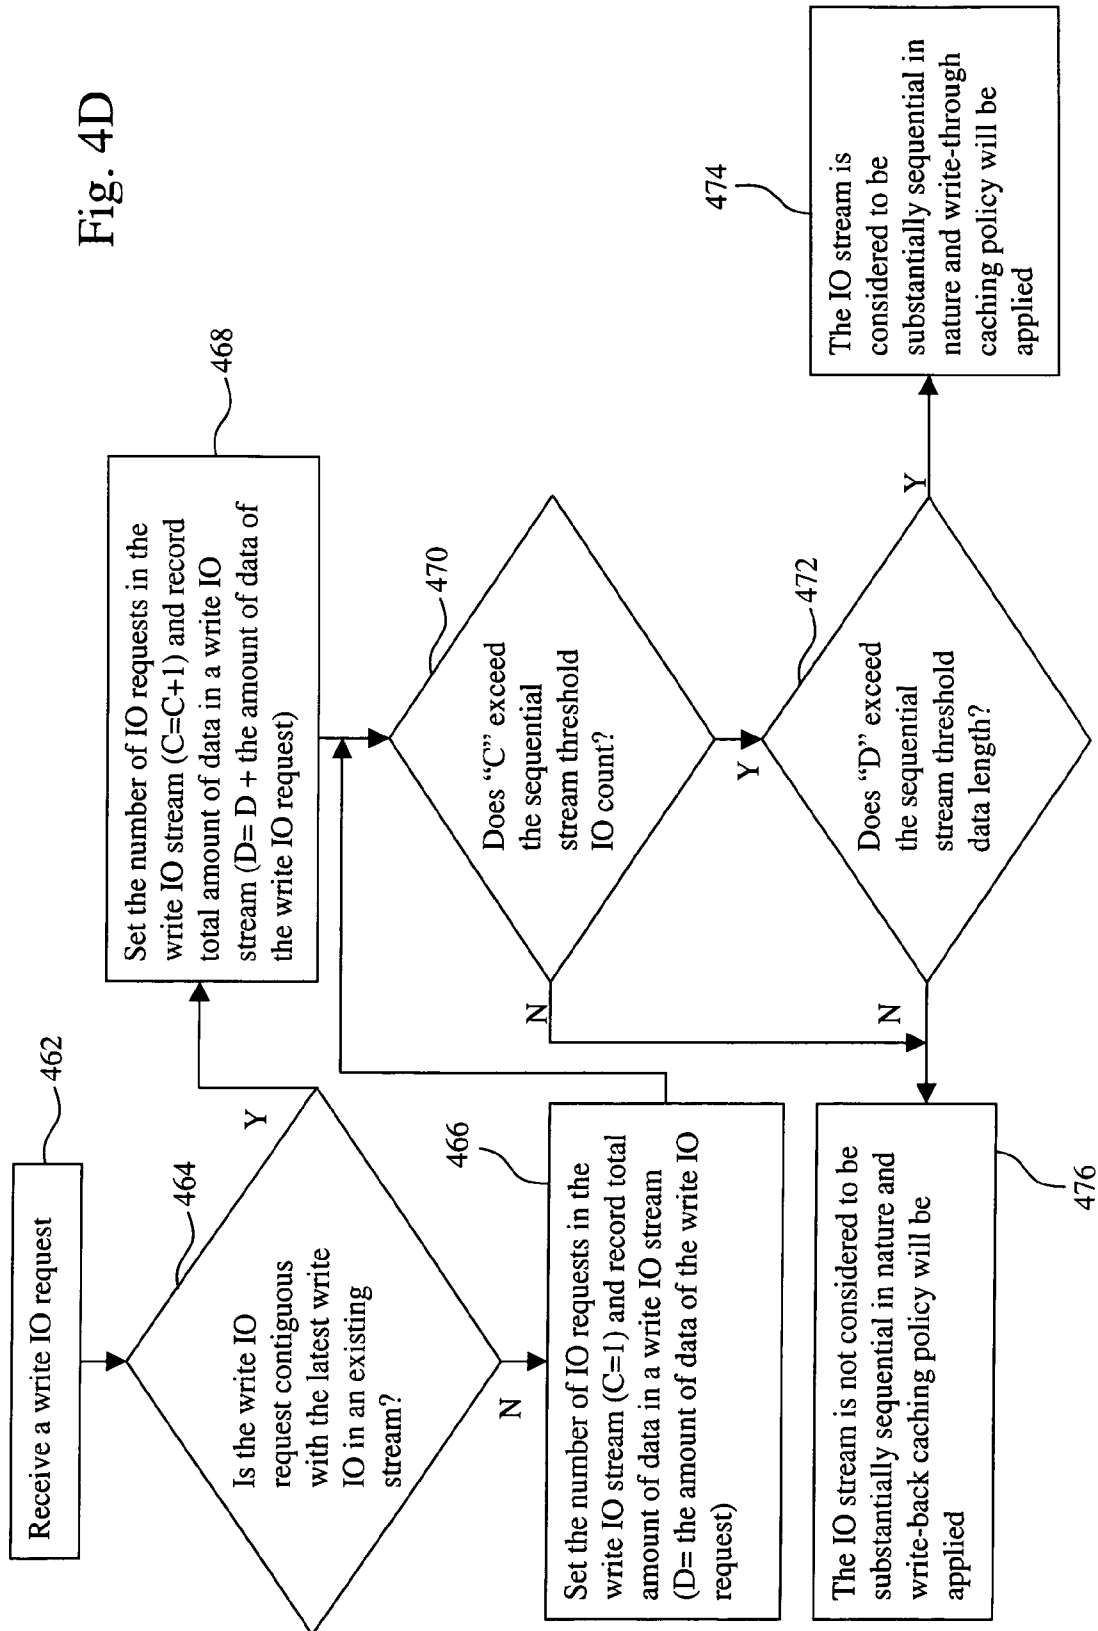 Fig. 4D
Receive a write IO request
462
464
Is the write IO
request contiguous
with the latest write
IO in an existing
stream?
Y
N
466
Set the number of IO requests in the
write IO stream (C=1) and record total
amount of data in a write IO stream
(D= the amount of data of the write IO
request)
468
Set the number of IO requests in the
write IO stream (C=C+1) and record
total amount of data in a write IO
stream (D= D + the amount of data of
the write IO request)
470
Does “C” exceed
the sequential
stream threshold
IO count?
N
Y
472
Does “D” exceed
the sequential
stream threshold
data length?
N
Y
474
The IO stream is
considered to be
substantially sequential in
nature and write-through
caching policy will be
applied
The IO stream is not considered to be
substantially sequential in nature and
write-back caching policy will be
applied
476